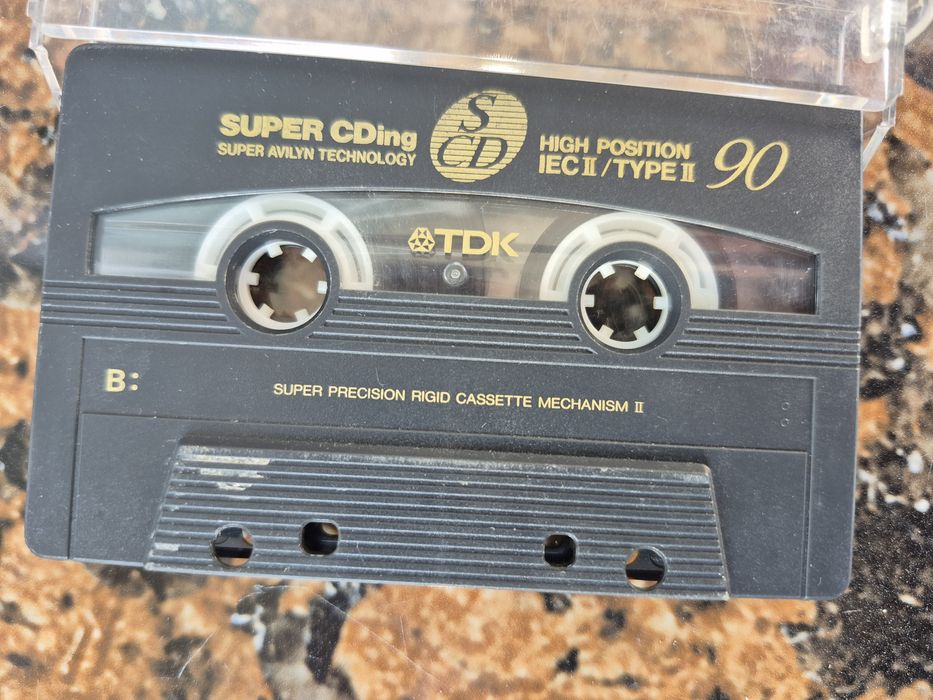 SUPER CDing
SUPER AVILYN TECHNOLOGY
S
CD
HIGH POSITION
IEC II/TYPE II
90
TDK
B:
SUPER PRECISION RIGID CASSETTE MECHANISM II